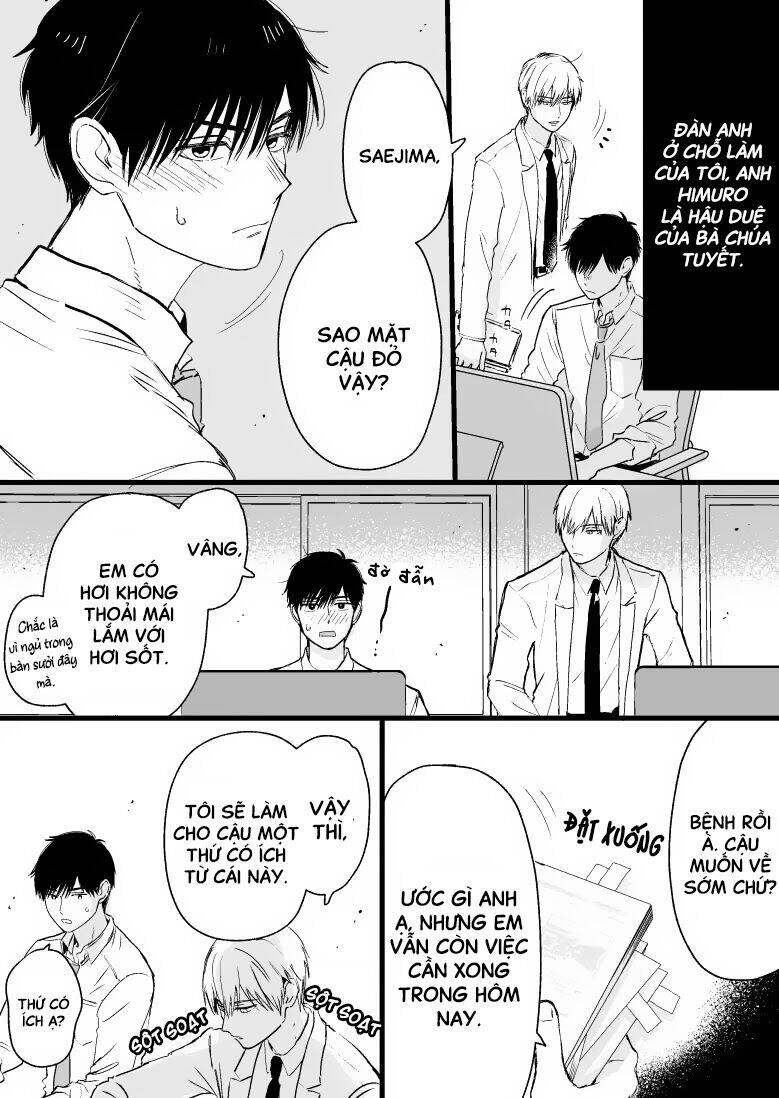 ĐÀN ANH
Ở CHỖ LÀM
CỦA TÔI, ANH
HIMURO
LÀ HẬU DUỆ
CỦA BÀ CHÚA
TUYẾT.
SAEJIMA,
SAO MẶT
CẬU ĐỎ
VẬY?
カタ
カタ
đờ đẫn
VÂNG,
EM CÓ
HƠI KHÔNG
THOẢI MÁI
LẮM VỚI
HƠI SỐT.
Chắc là
vì ngủ trong
bàn sưởi đây
mà.
BỆNH RỒI
À. CẬU
MUỐN VỀ
SỚM CHỨ?
ĐẶT XUỐNG
ƯỚC GÌ ANH
Ạ, NHƯNG EM
VẪN CÒN VIỆC
CẦN XONG
TRONG HÔM
NAY.
VẬY
THÌ,
TÔI SẼ LÀM
CHO CẬU MỘT
THỨ CÓ ÍCH
TỪ CÁI NÀY.
SỘT SOẠT
SỘT SOẠT
THỨ CÓ
ÍCH Ạ?